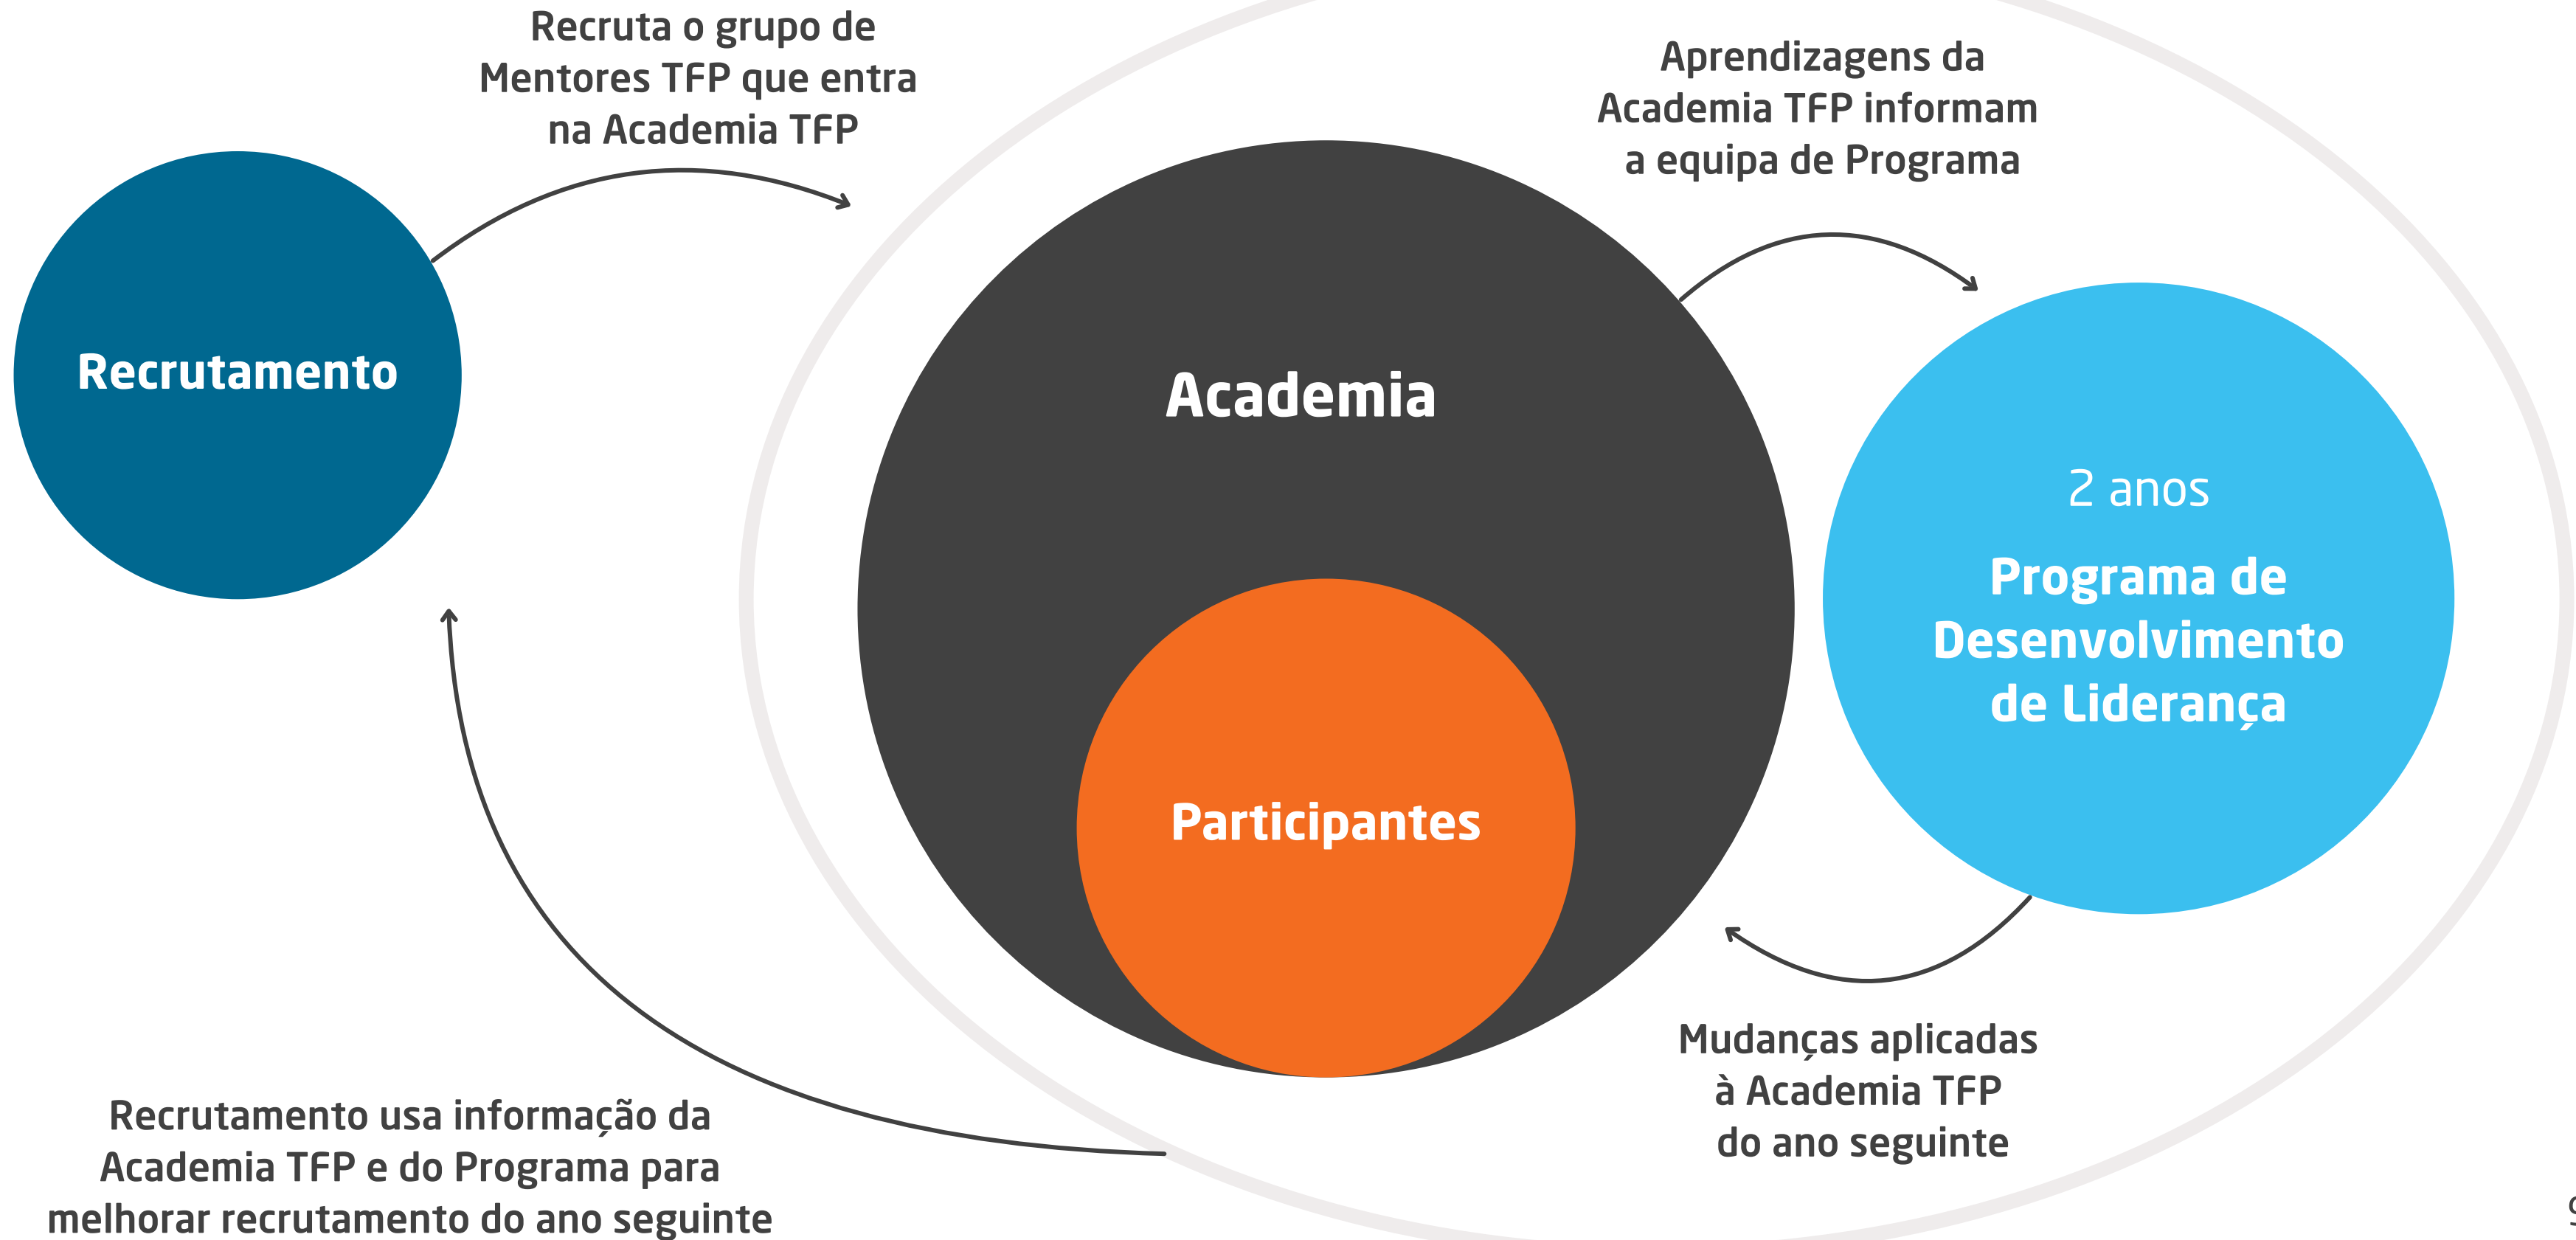 Recruta o grupo de
Mentores TFP que entra
na Academia TFP
Aprendizagens da
Academia TFP informam
a equipa de Programa
Recrutamento
Academia
2 anos
Programa de
Desenvolvimento
de Liderança
Participantes
Mudanças aplicadas
à Academia TFP
do ano seguinte
Recrutamento usa informação da
Academia TFP e do Programa para
melhorar recrutamento do ano seguinte